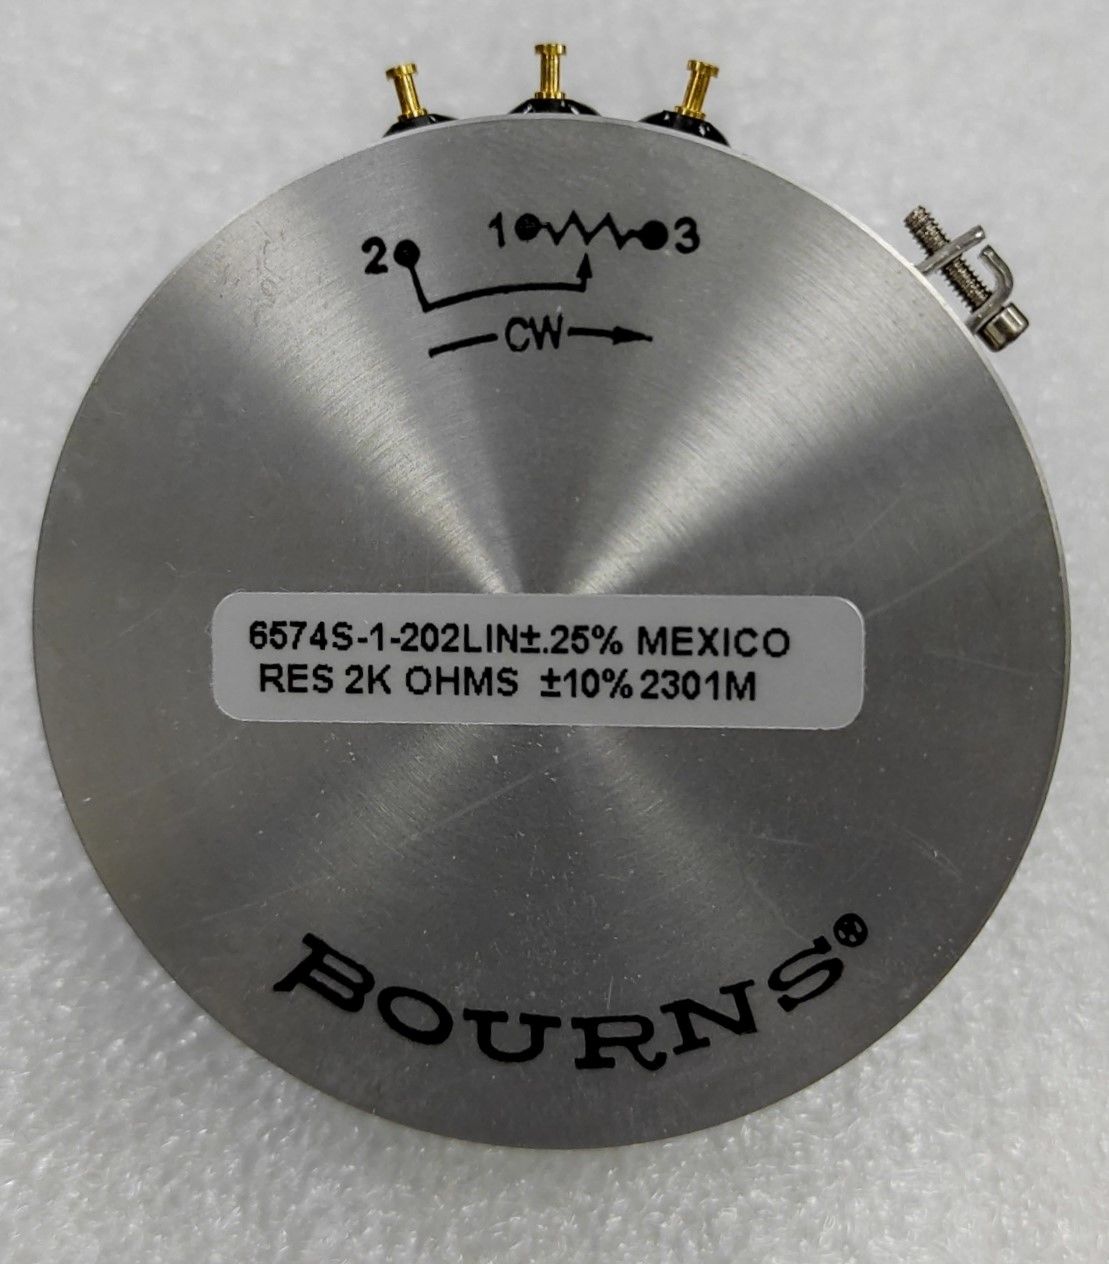 2 1 3
CW
6574S-1-202LIN±.25% MEXICO
RES 2K OHMS ±10% 2301M
BOURNS®